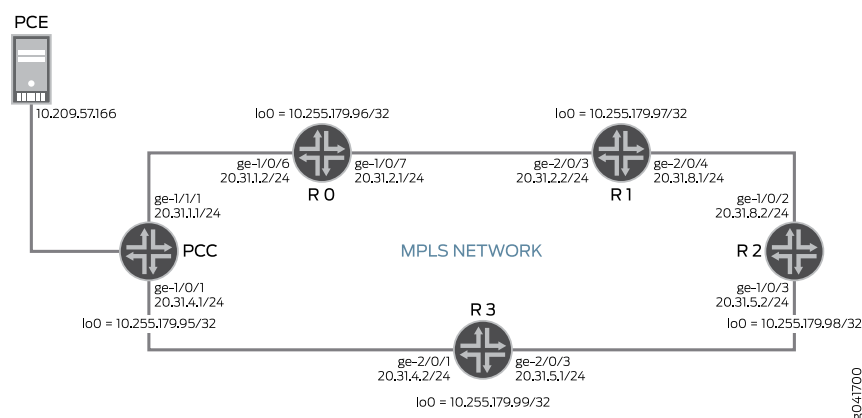 PCE
10.209.57.166
lo0 = 10.255.179.96/32
lo0 = 10.255.179.97/32
ge-1/0/6
20.31.1.2/24
ge-1/0/7
20.31.2.1/24
R 0
ge-2/0/3
20.31.2.2/24
ge-2/0/4
20.31.8.1/24
R 1
ge-1/1/1
20.31.1.1/24
ge-1/0/2
20.31.8.2/24
PCC
MPLS NETWORK
R 2
ge-1/0/1
20.31.4.1/24
lo0 = 10.255.179.95/32
ge-1/0/3
20.31.5.2/24
lo0 = 10.255.179.98/32
R 3
ge-2/0/1
20.31.4.2/24
ge-2/0/3
20.31.5.1/24
lo0 = 10.255.179.99/32
g041700